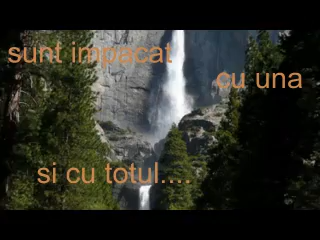 sunt impacat
cu una
si cu totul....